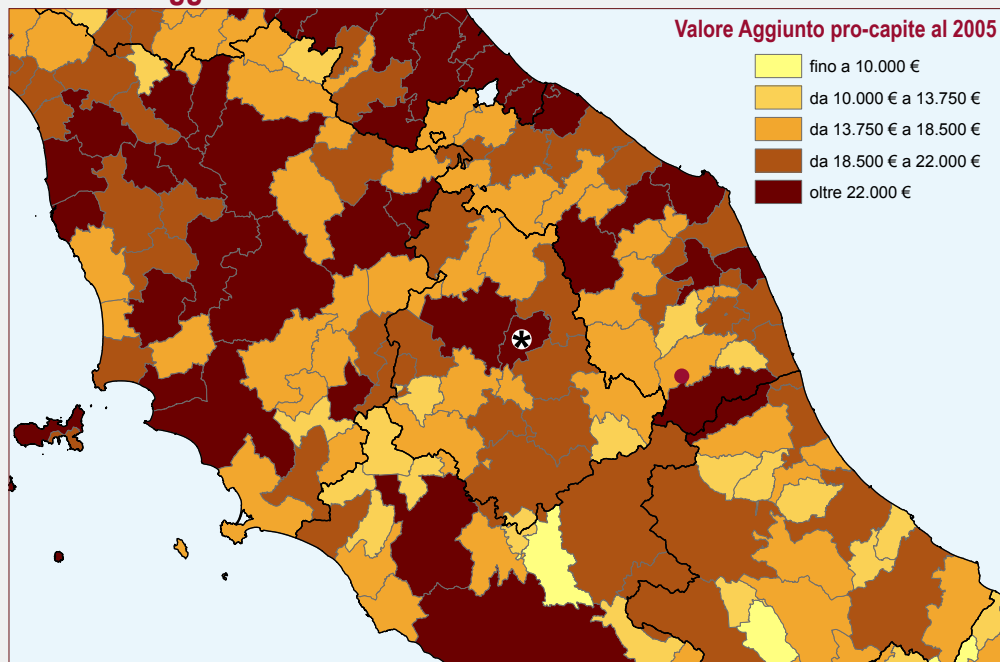 Valore Aggiunto pro-capite al 2005
fino a 10.000 €
da 10.000 € a 13.750 €
da 13.750 € a 18.500 €
da 18.500 € a 22.000 €
oltre 22.000 €